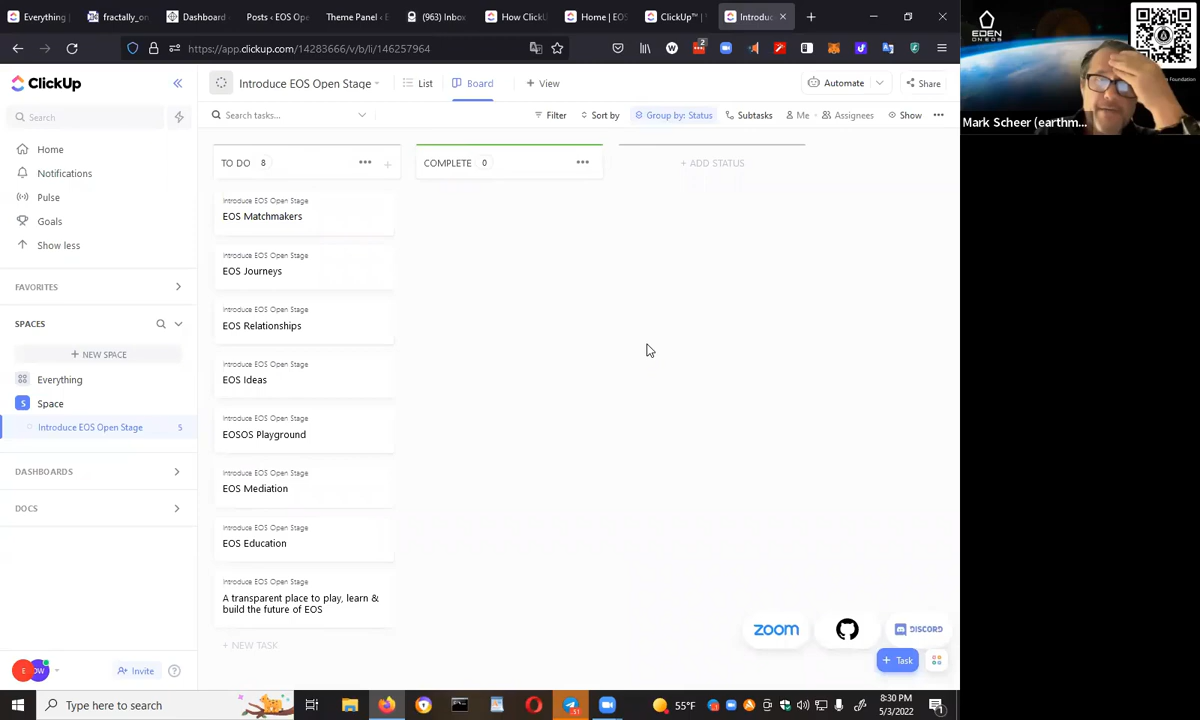 Everything |
fractally_on
Dashboard
Posts ‹ EOS Ope
Theme Panel ‹ E
(963) Inbox
How ClickU
Home | EOS
ClickUp™ |
Introduc
https://app.clickup.com/14283666/v/b/li/146257964
2
ClickUp
Introduce EOS Open Stage
List
Board
+ View
Automate
Share
Search
Search tasks...
Filter
Sort by
Group by: Status
Subtasks
Me
Assignees
Show
Home
Notifications
Pulse
Goals
Show less
FAVORITES
SPACES
+ NEW SPACE
Everything
S Space
Introduce EOS Open Stage 5
DASHBOARDS
DOCS
TO DO 8
COMPLETE 0
+ ADD STATUS
Introduce EOS Open Stage
EOS Matchmakers
Introduce EOS Open Stage
EOS Journeys
Introduce EOS Open Stage
EOS Relationships
Introduce EOS Open Stage
EOS Ideas
Introduce EOS Open Stage
EOSOS Playground
Introduce EOS Open Stage
EOS Mediation
Introduce EOS Open Stage
EOS Education
Introduce EOS Open Stage
A transparent place to play, learn &
build the future of EOS
+ NEW TASK
zoom
DISCORD
+ Task
E
DW
Invite
?
Type here to search
55°F
8:30 PM
5/3/2022
EDEN
ON EOS
Foundation
Mark Scheer (earthm...